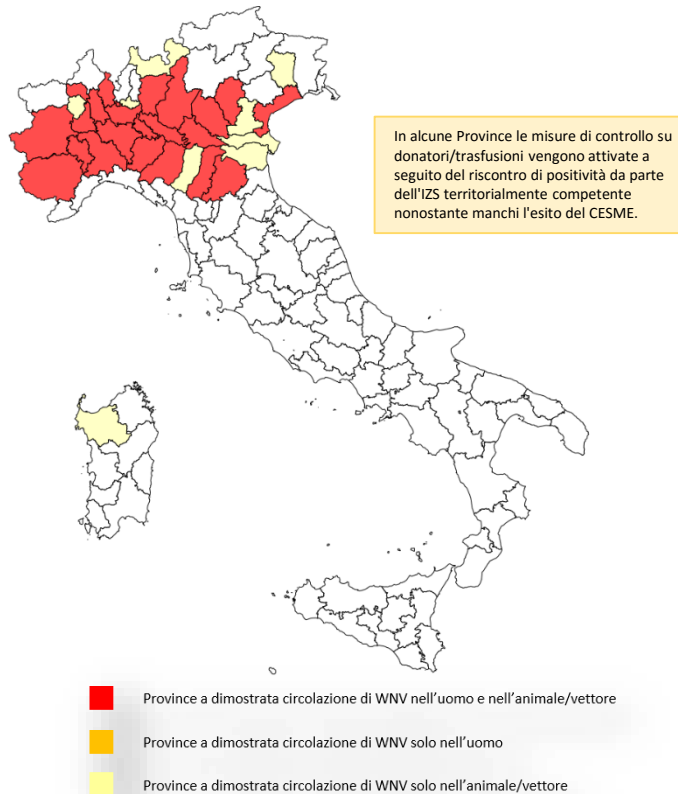 In alcune Province le misure di controllo su
donatori/trasfusioni vengono attivate a
seguito del riscontro di positività da parte
dell'IZS territorialmente competente
nonostante manchi l'esito del CESME.
Province a dimostrata circolazione di WNV nell'uomo e nell'animale/vettore
Province a dimostrata circolazione di WNV solo nell'uomo
Province a dimostrata circolazione di WNV solo nell'animale/vettore